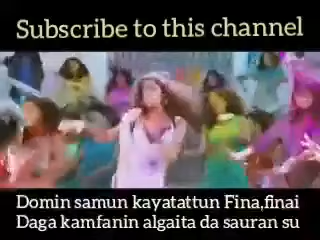 Subscribe to this channel
Domin samun kayatattun Fina,finai
Daga kamfanin algaita da sauran su